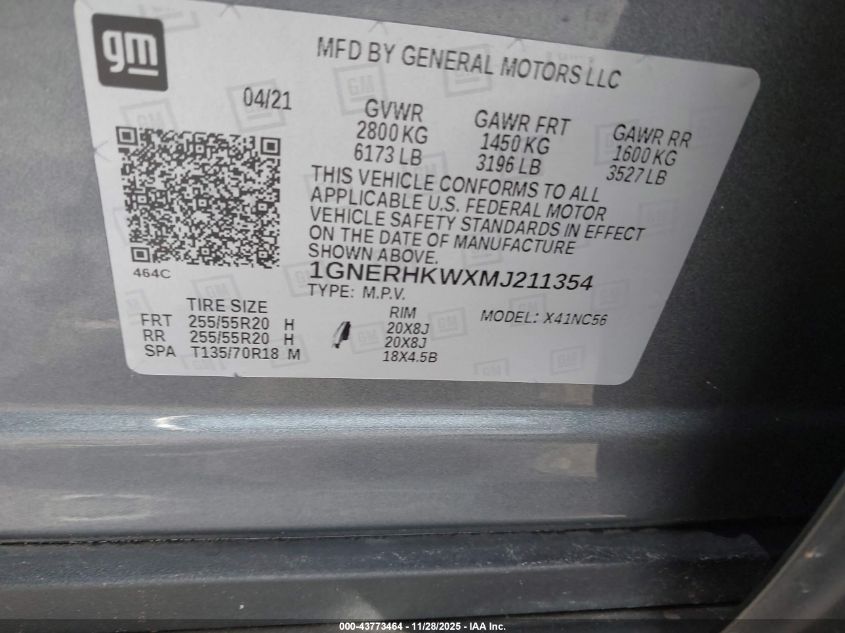 gm
MFD BY GENERAL MOTORS LLC
04/21
GVWR
2800 KG
6173 LB
GAWR FRT
1450 KG
3196 LB
GAWR RR
1600 KG
3527 LB
THIS VEHICLE CONFORMS TO ALL
APPLICABLE U.S. FEDERAL MOTOR
VEHICLE SAFETY STANDARDS IN EFFECT
ON THE DATE OF MANUFACTURE
SHOWN ABOVE.
464C
1GNERHKWXMJ211354
TYPE: M.P.V.
MODEL: X41NC56
TIRE SIZE
RIM
FRT 255/55R20 H 20X8J
RR 255/55R20 H 20X8J
SPA T135/70R18 M 18X4.5B
000-43773464 - 11/28/2025 - IAA Inc.